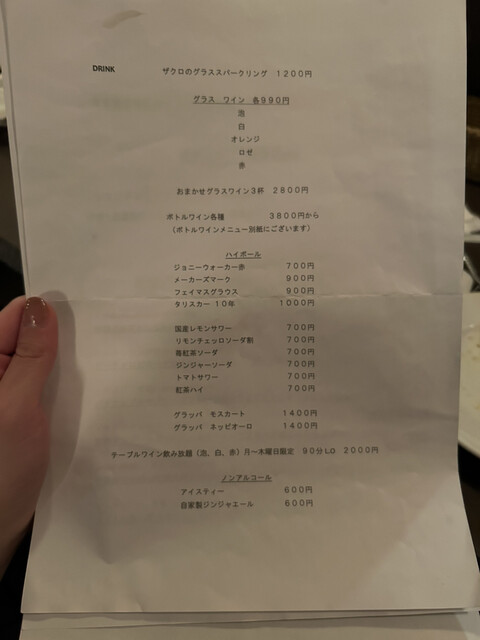 DRINK
ザクロのグラススパークリング 1200円
グラス ワイン 各990円
泡
白
オレンジ
ロゼ
赤
おまかせグラスワイン3杯 2800円
ボトルワイン各種 3800円から
（ボトルワインメニュー別紙にございます）
ハイボール
ジョニーウォーカー赤 700円
メーカーズマーク 900円
フェイマスグラウス 900円
タリスカー 10年 1000円
国産レモンサワー 700円
リモンチェッロソーダ割 700円
苺紅茶ソーダ 700円
ジンジャーソーダ 700円
トマトサワー 700円
紅茶ハイ 700円
グラッパ モスカート 1400円
グラッパ ネッビオーロ 1400円
テーブルワイン飲み放題（泡、白、赤）月～木曜日限定 90分LO 2000円
ノンアルコール
アイスティー 600円
自家製ジンジャエール 600円